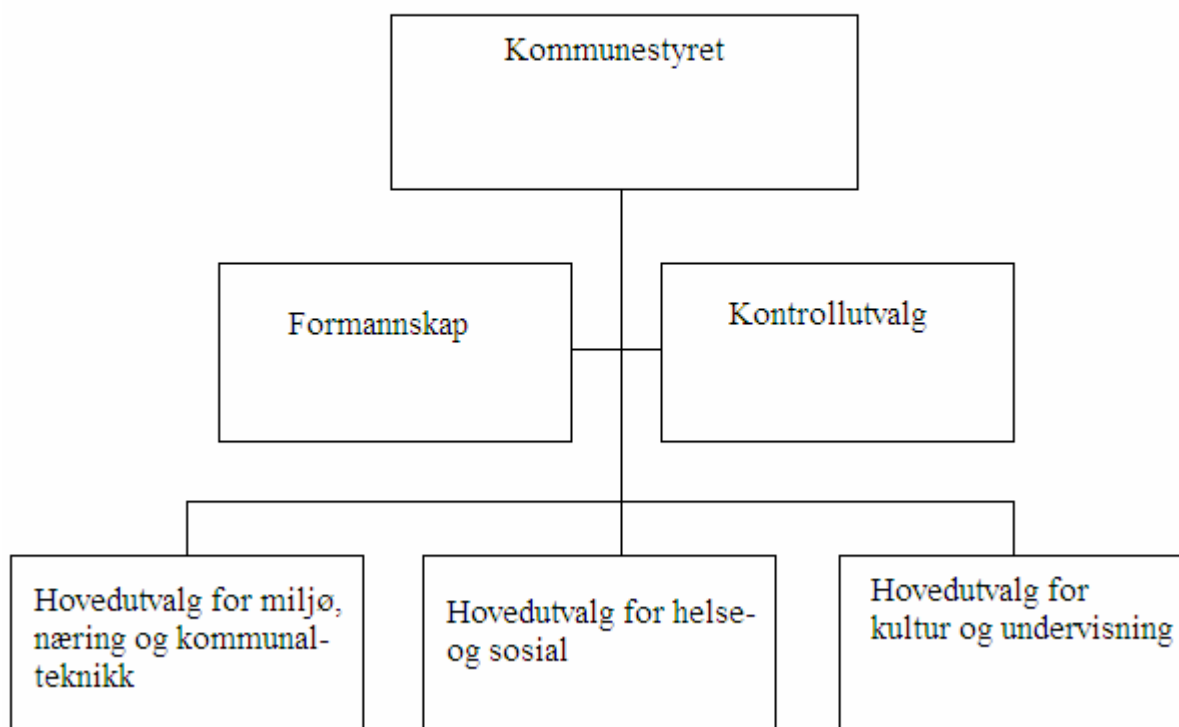 Kommunestyret
Formannskap
Kontrollutvalg
Hovedutvalg for miljø,
næring og kommunal-
teknikk
Hovedutvalg for helse-
og sosial
Hovedutvalg for
kultur og undervisning